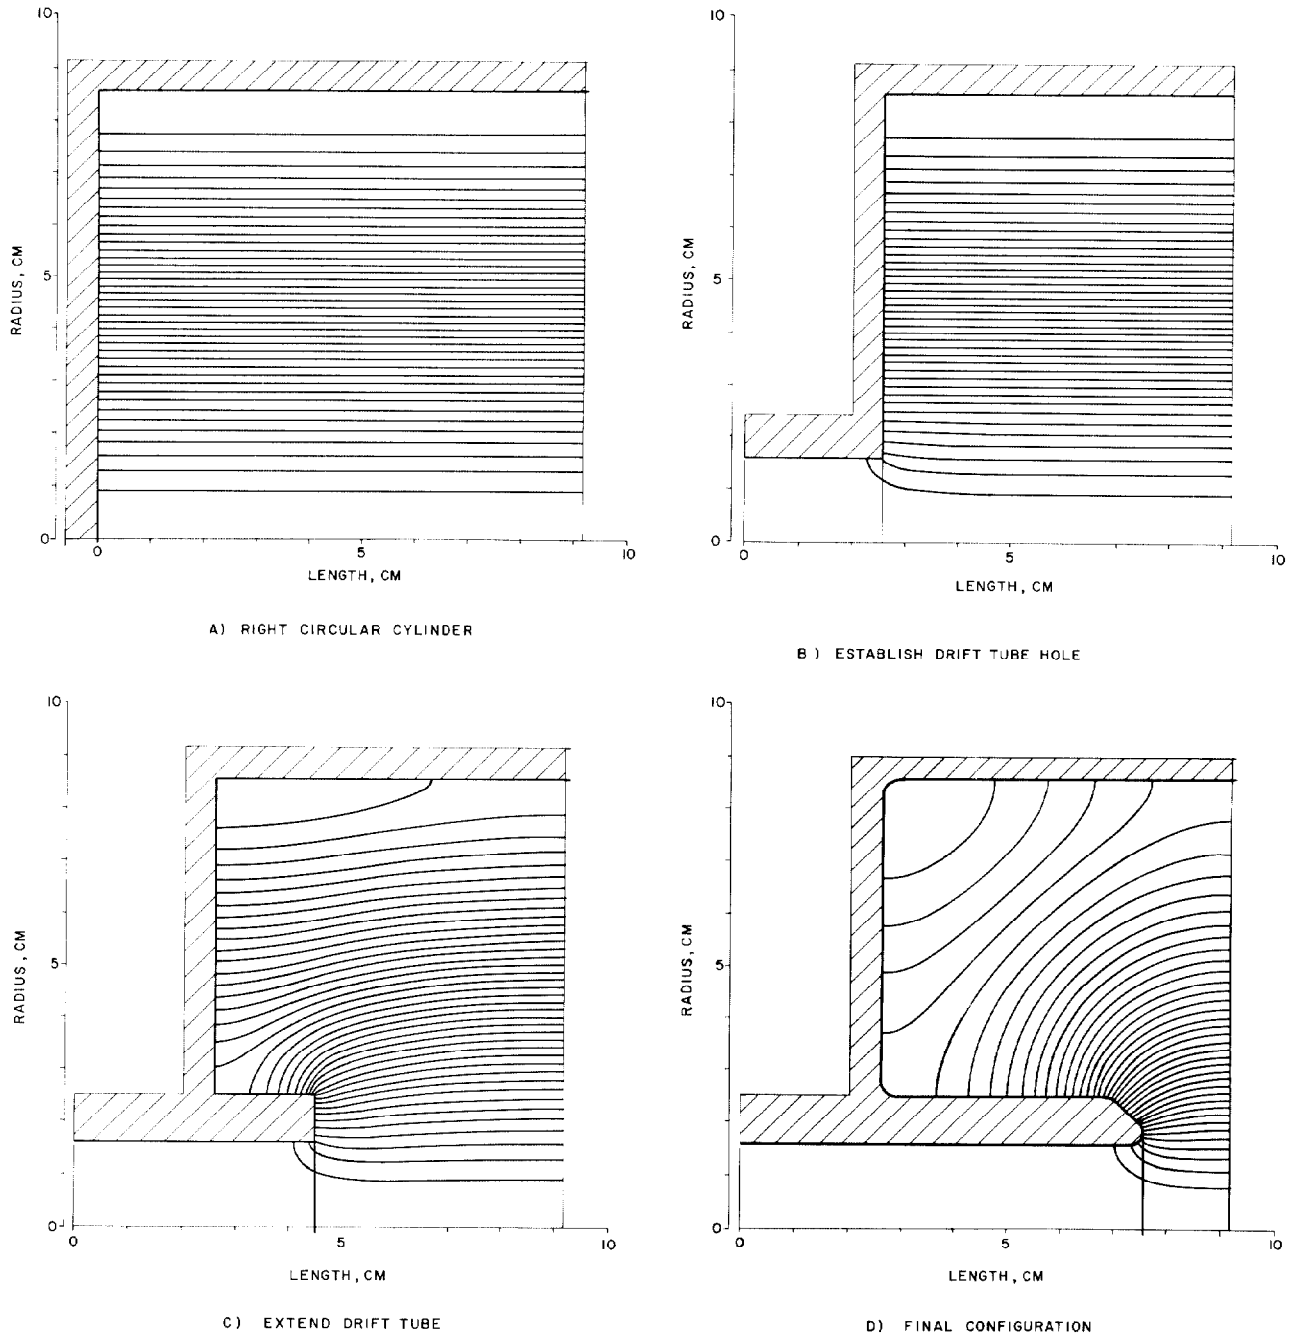 10
5
0
RADIUS, CM
0
5
10
LENGTH, CM
A) RIGHT CIRCULAR CYLINDER
10
5
0
RADIUS, CM
0
5
10
LENGTH, CM
B) ESTABLISH DRIFT TUBE HOLE
10
5
0
RADIUS, CM
0
5
10
LENGTH, CM
C) EXTEND DRIFT TUBE
10
5
0
RADIUS, CM
0
5
10
LENGTH, CM
D) FINAL CONFIGURATION